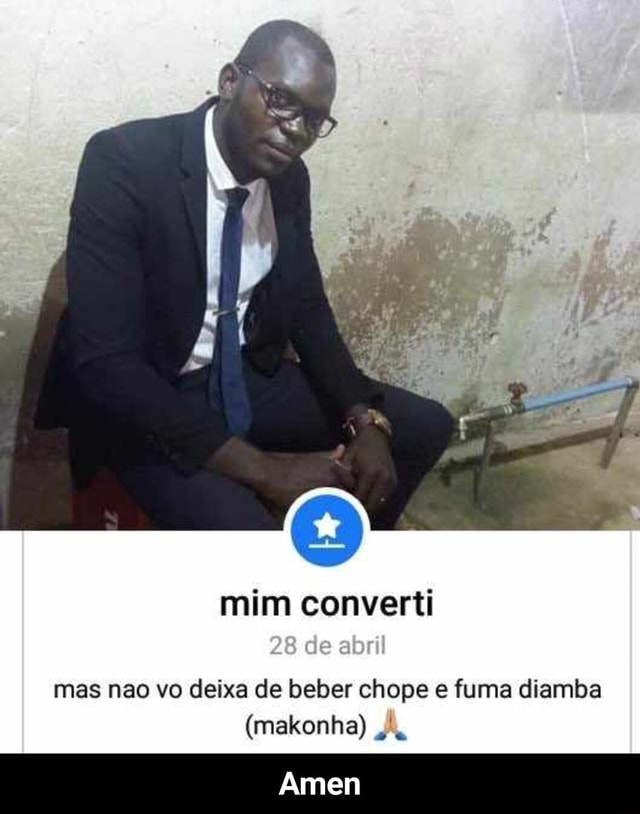 mim converti
28 de abril
mas nao vo deixa de beber chope e fuma diamba
(makonha) 🙏
Amen